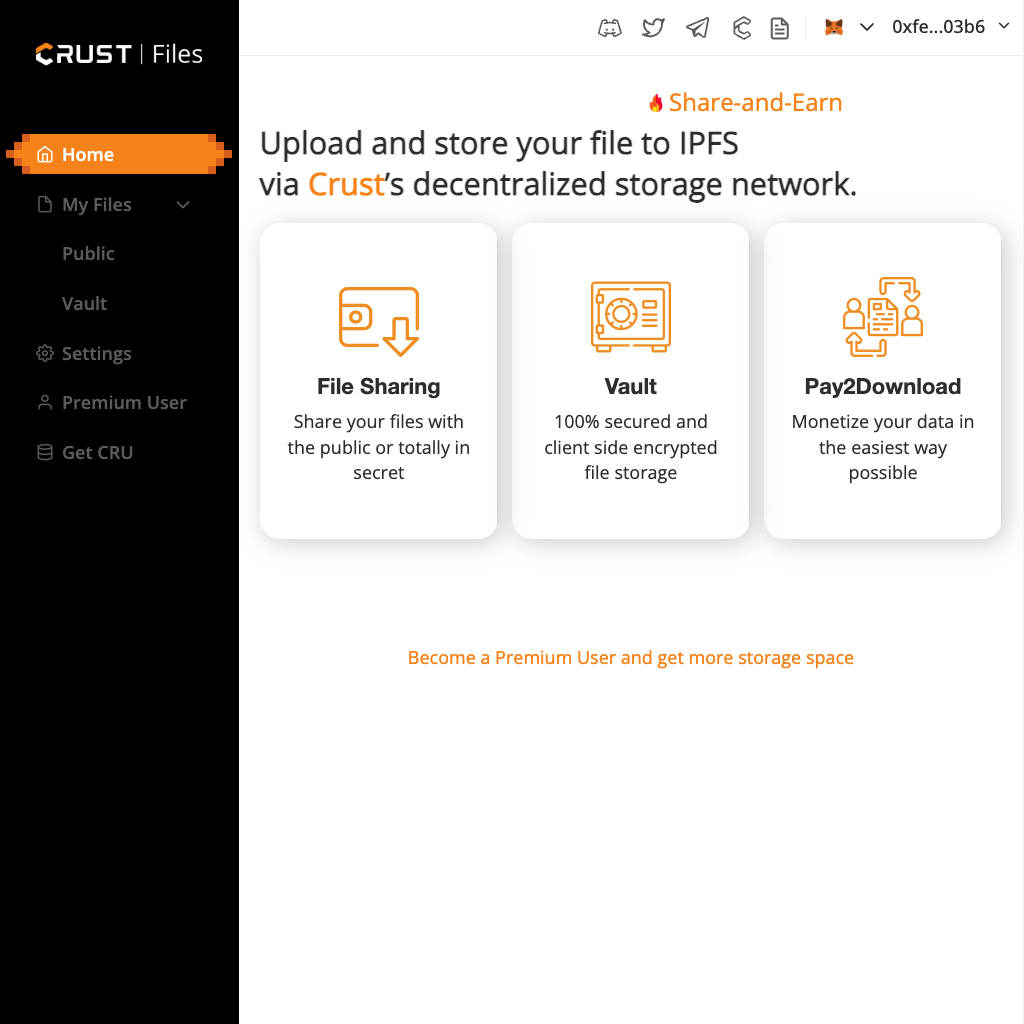 CRUST | Files
Home
My Files
Public
Vault
Settings
Premium User
Get CRU
0xfe...03b6
Share-and-Earn
Upload and store your file to IPFS
via Crust’s decentralized storage network.
File Sharing
Share your files with
the public or totally in
secret
Vault
100% secured and
client side encrypted
file storage
Pay2Download
Monetize your data in
the easiest way
possible
Become a Premium User and get more storage space